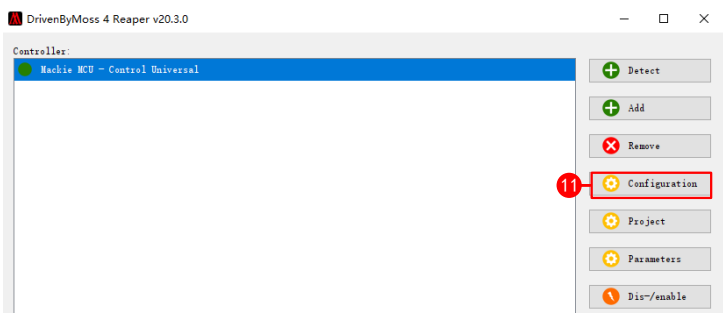 DrivenByMoss 4 Reaper v20.3.0
Controller:
Mackie MCU - Control Universal
Detect
Add
Remove
11
Configuration
Project
Parameters
Dis-/enable